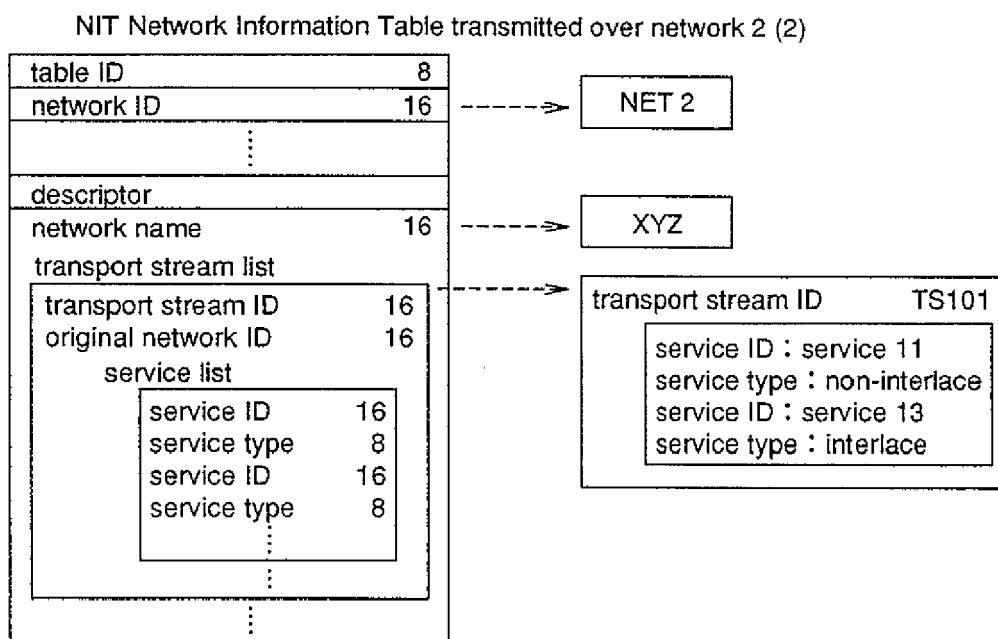 NIT Network Information Table transmitted over network 2 (2)
table ID 8
network ID 16
NET 2
descriptor
network name 16
XYZ
transport stream list
transport stream ID 16
original network ID 16
service list
service ID 16
service type 8
service ID 16
service type 8
transport stream ID TS101
service ID : service 11
service type : non-interlace
service ID : service 13
service type : interlace